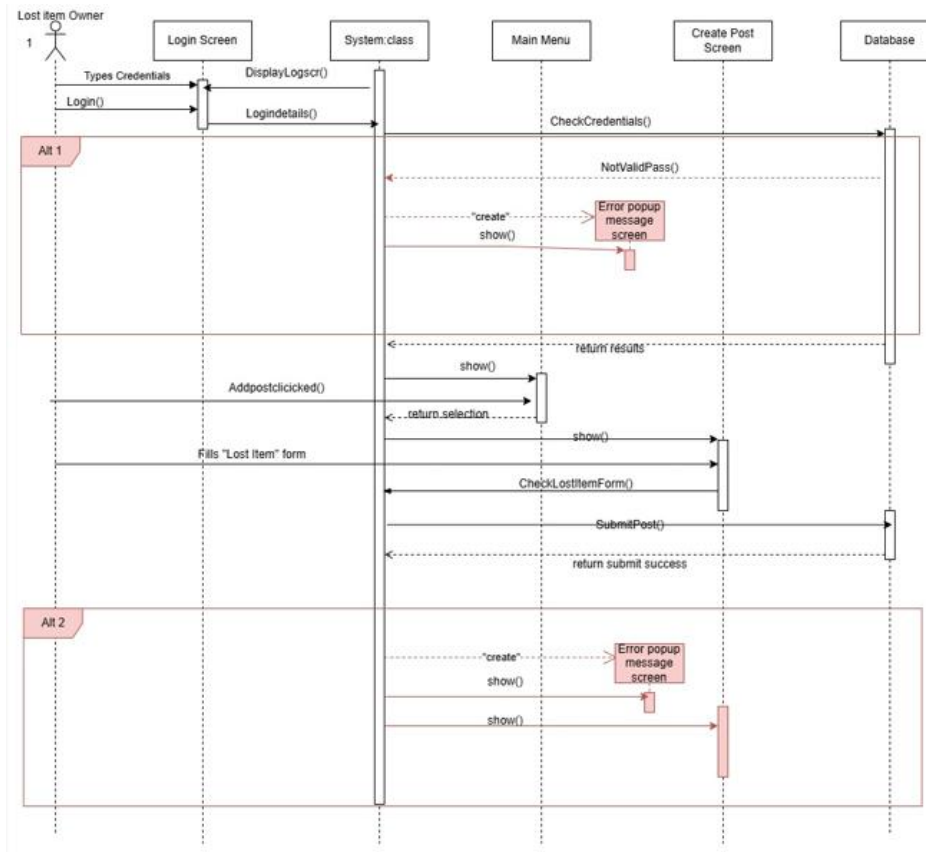 Lost item Owner
1
Login Screen
System:class
Main Menu
Create Post
Screen
Database
Types Credentials
DisplayLogscr()
Login()
Logindetails()
CheckCredentials()
Alt 1
NotValidPass()
"create"
Error popup
message
screen
show()
return results
show()
Addpostclicicked()
return selection
show()
Fills "Lost Item" form
CheckLostItemForm()
SubmitPost()
return submit success
Alt 2
"create"
Error popup
message
screen
show()
show()